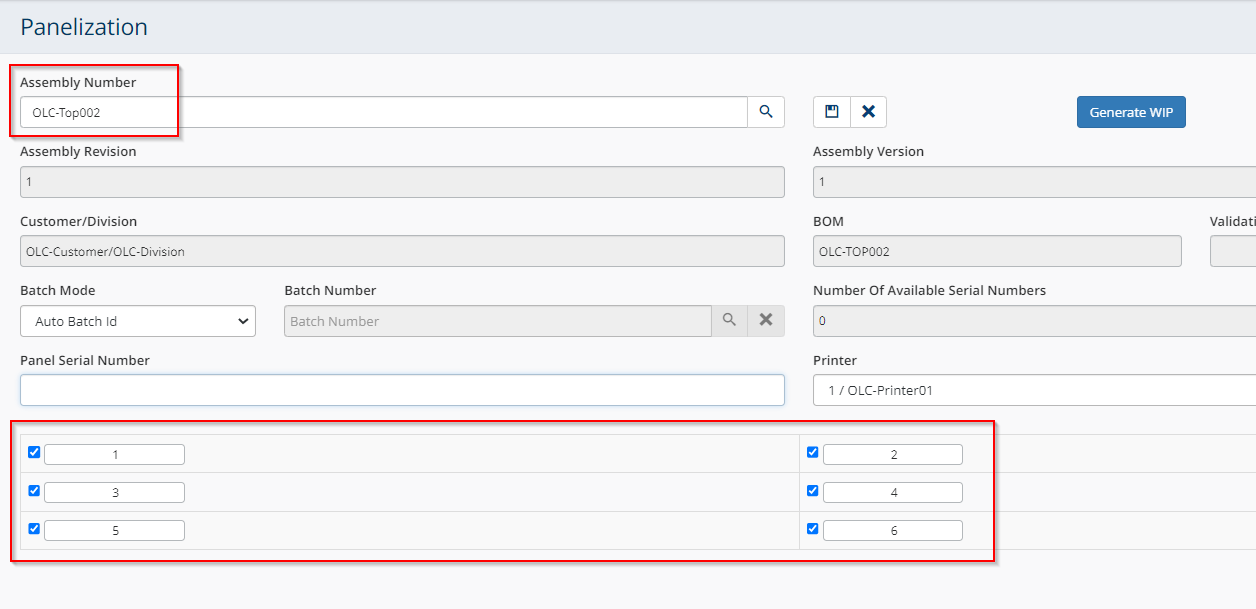 Panelization
Assembly Number
OLC-Top002
Generate WIP
Assembly Revision
Assembly Version
1
1
Customer/Division
BOM
Validati
OLC-Customer/OLC-Division
OLC-TOP002
Batch Mode
Batch Number
Number Of Available Serial Numbers
Auto Batch Id
Batch Number
0
Panel Serial Number
Printer
1 / OLC-Printer01
1
2
3
4
5
6